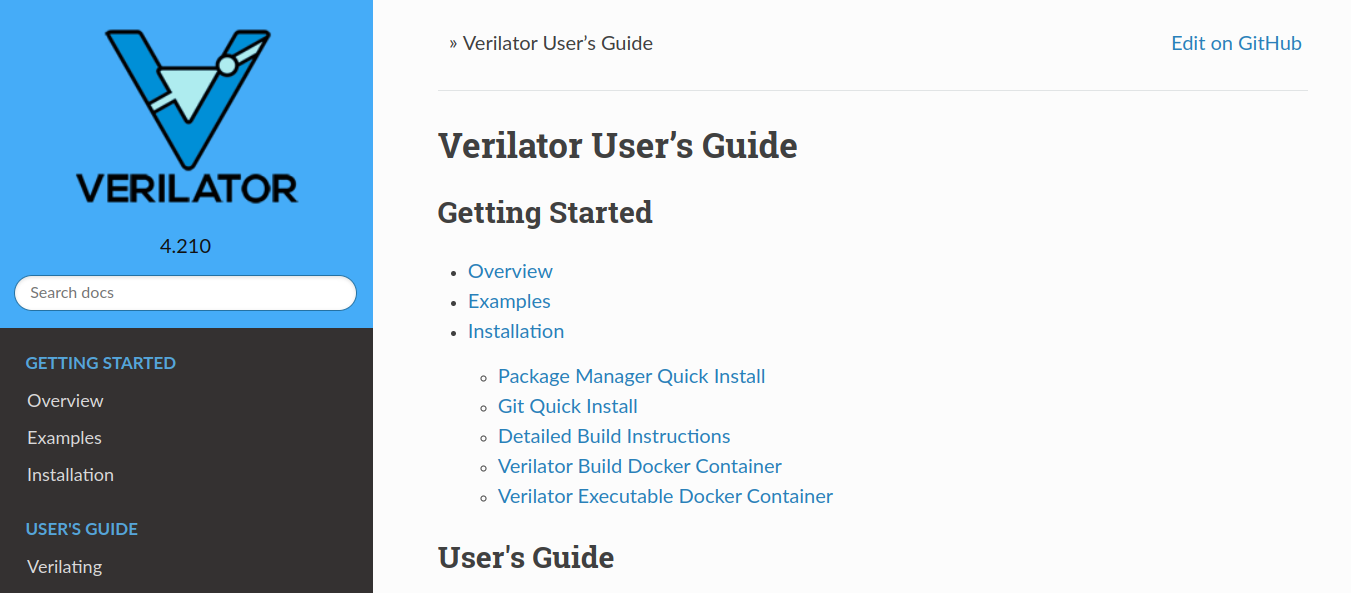 VERILATOR
4.210
Search docs
GETTING STARTED
Overview
Examples
Installation
USER'S GUIDE
Verilating
» Verilator User’s Guide
Edit on GitHub
Verilator User’s Guide
Getting Started
Overview
Examples
Installation
Package Manager Quick Install
Git Quick Install
Detailed Build Instructions
Verilator Build Docker Container
Verilator Executable Docker Container
User's Guide